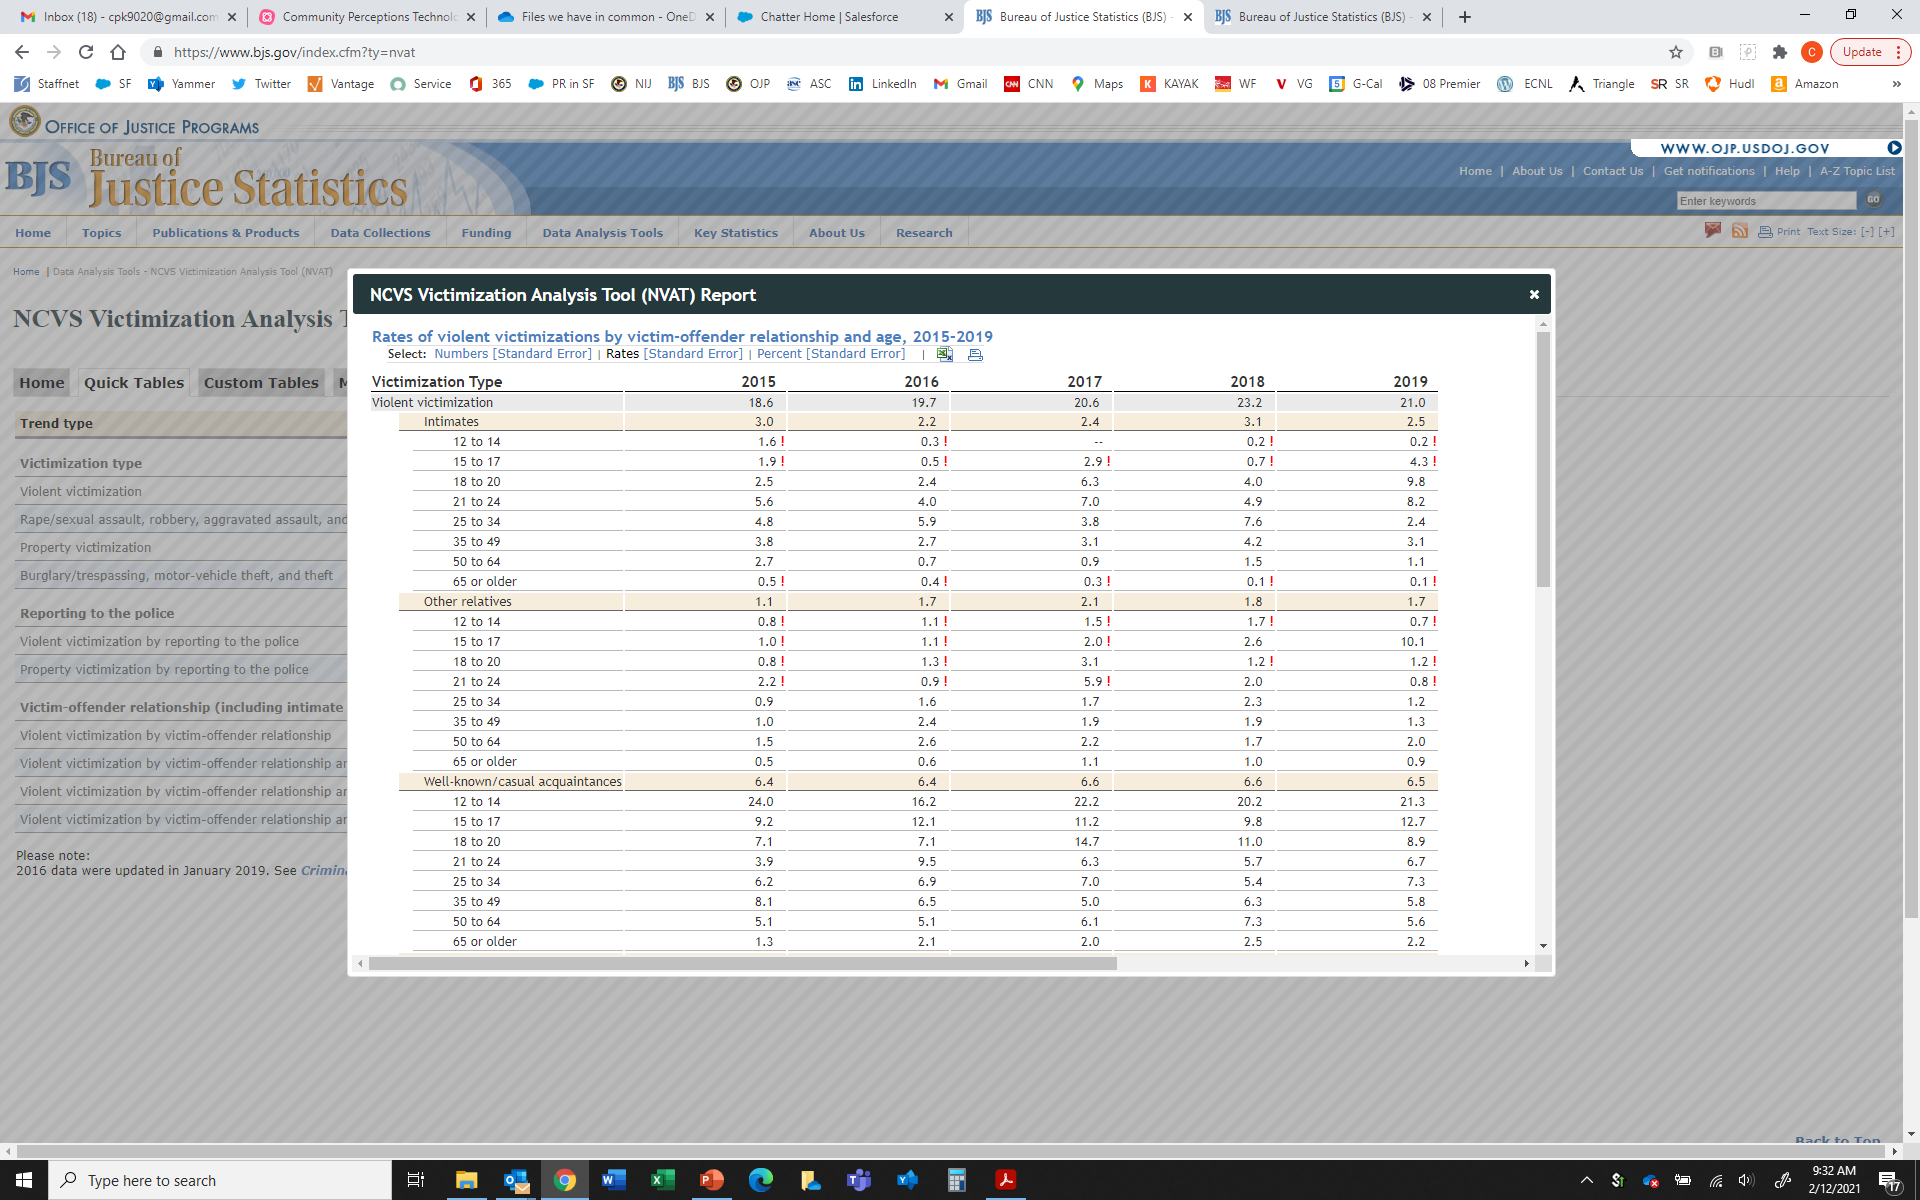 Inbox (18) - cpk9020@gmail.com
Community Perceptions Technolo
Files we have in common - OneD
Chatter Home | Salesforce
BJS Bureau of Justice Statistics (BJS) -
BJS Bureau of Justice Statistics (BJS) -
https://www.bjs.gov/index.cfm?ty=nvat
C
Update
Staffnet SF Yammer Twitter Vantage Service 365 PR in SF NIJ BJS BJS OJP ASC LinkedIn Gmail CNN Maps KAYAK WF VG G-Cal 08 Premier ECNL Triangle SR SR Hudl Amazon »
OFFICE OF JUSTICE PROGRAMS
WWW.OJP.USDOJ.GOV
BJS
Bureau of
Justice Statistics
Home | About Us | Contact Us | Get notifications | Help | A-Z Topic List
Enter keywords GO
Home Topics Publications & Products Data Collections Funding Data Analysis Tools Key Statistics About Us Research
Print Text Size: [-] [+]
Home | Data Analysis Tools - NCVS Victimization Analysis Tool (NVAT)
NCVS Victimization Analysis T
Home Quick Tables Custom Tables M
Trend type
Victimization type
Violent victimization
Rape/sexual assault, robbery, aggravated assault, and
Property victimization
Burglary/trespassing, motor-vehicle theft, and theft
Reporting to the police
Violent victimization by reporting to the police
Property victimization by reporting to the police
Victim-offender relationship (including intimate
Violent victimization by victim-offender relationship
Violent victimization by victim-offender relationship ar
Violent victimization by victim-offender relationship ar
Violent victimization by victim-offender relationship ar
Please note:
2016 data were updated in January 2019. See Crimina
NCVS Victimization Analysis Tool (NVAT) Report
Rates of violent victimizations by victim-offender relationship and age, 2015-2019
Select: Numbers [Standard Error] | Rates [Standard Error] | Percent [Standard Error] |
Victimization Type 2015 2016 2017 2018 2019
Violent victimization 18.6 19.7 20.6 23.2 21.0
Intimates 3.0 2.2 2.4 3.1 2.5
12 to 14 1.6 ! 0.3 ! -- 0.2 ! 0.2 !
15 to 17 1.9 ! 0.5 ! 2.9 ! 0.7 ! 4.3 !
18 to 20 2.5 2.4 6.3 4.0 9.8
21 to 24 5.6 4.0 7.0 4.9 8.2
25 to 34 4.8 5.9 3.8 7.6 2.4
35 to 49 3.8 2.7 3.1 4.2 3.1
50 to 64 2.7 0.7 0.9 1.5 1.1
65 or older 0.5 ! 0.4 ! 0.3 ! 0.1 ! 0.1 !
Other relatives 1.1 1.7 2.1 1.8 1.7
12 to 14 0.8 ! 1.1 ! 1.5 ! 1.7 ! 0.7 !
15 to 17 1.0 ! 1.1 ! 2.0 ! 2.6 10.1
18 to 20 0.8 ! 1.3 ! 3.1 1.2 ! 1.2 !
21 to 24 2.2 ! 0.9 ! 5.9 ! 2.0 0.8 !
25 to 34 0.9 1.6 1.7 2.3 1.2
35 to 49 1.0 2.4 1.9 1.9 1.3
50 to 64 1.5 2.6 2.2 1.7 2.0
65 or older 0.5 0.6 1.1 1.0 0.9
Well-known/casual acquaintances 6.4 6.4 6.6 6.6 6.5
12 to 14 24.0 16.2 22.2 20.2 21.3
15 to 17 9.2 12.1 11.2 9.8 12.7
18 to 20 7.1 7.1 14.7 11.0 8.9
21 to 24 3.9 9.5 6.3 5.7 6.7
25 to 34 6.2 6.9 7.0 5.4 7.3
35 to 49 8.1 6.5 5.0 6.3 5.8
50 to 64 5.1 5.1 6.1 7.3 5.6
65 or older 1.3 2.1 2.0 2.5 2.2
Back to Top
Type here to search
9:32 AM
2/12/2021
17